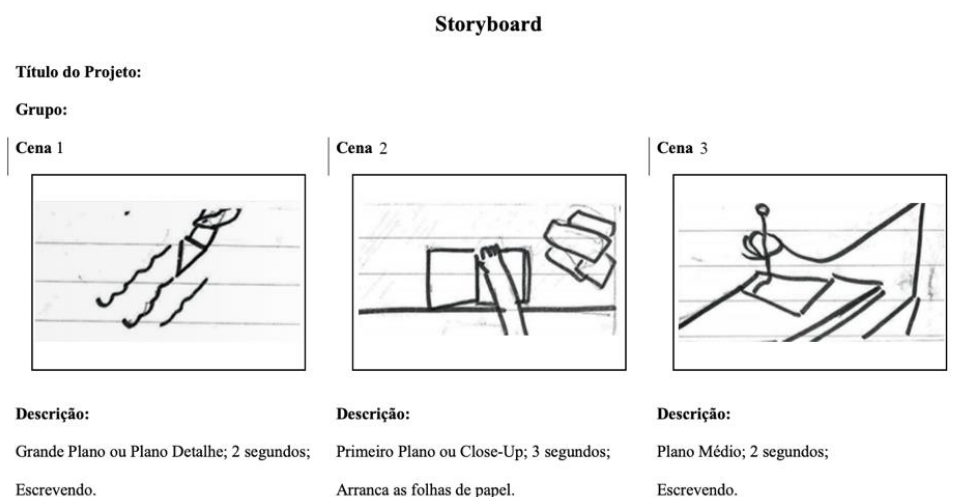 Storyboard
Título do Projeto:
Grupo:
Cena 1
Cena 2
Cena 3
Descrição:
Grande Plano ou Plano Detalhe; 2 segundos;
Escrevendo.
Descrição:
Primeiro Plano ou Close-Up; 3 segundos;
Arranca as folhas de papel.
Descrição:
Plano Médio; 2 segundos;
Escrevendo.